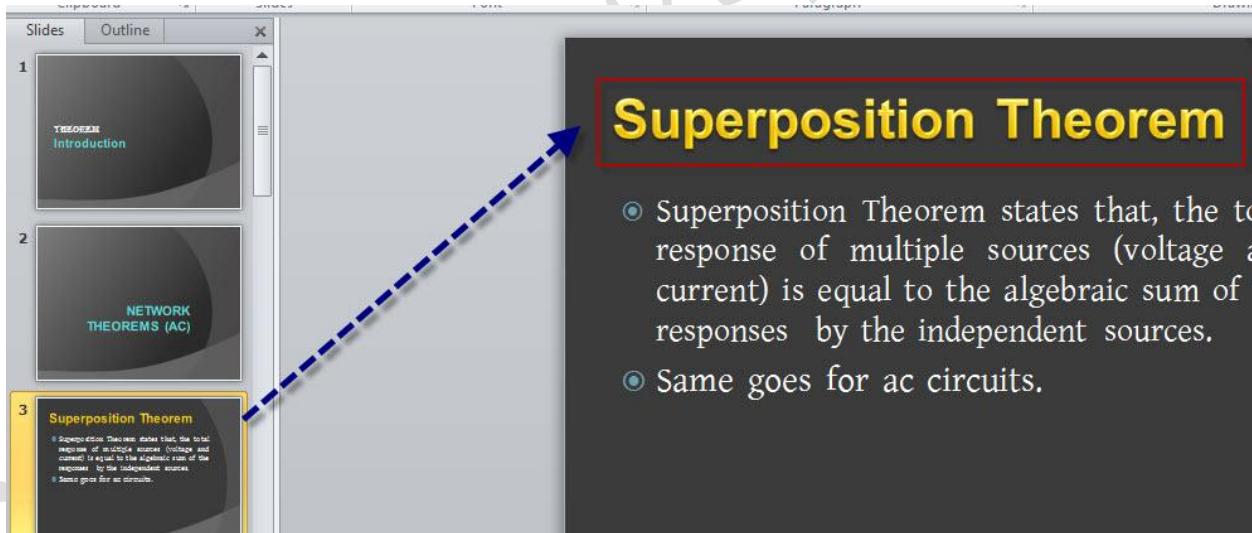 Slides Outline
1
THEOREM
Introduction
2
NETWORK
THEOREMS (AC)
3
Superposition Theorem
Superposition Theorem states that, the total
response of multiple sources (voltage and
current) is equal to the algebraic sum of the
responses by the independent sources.
Same goes for ac circuits.
Superposition Theorem
Superposition Theorem states that, the to
response of multiple sources (voltage a
current) is equal to the algebraic sum of
responses by the independent sources.
Same goes for ac circuits.